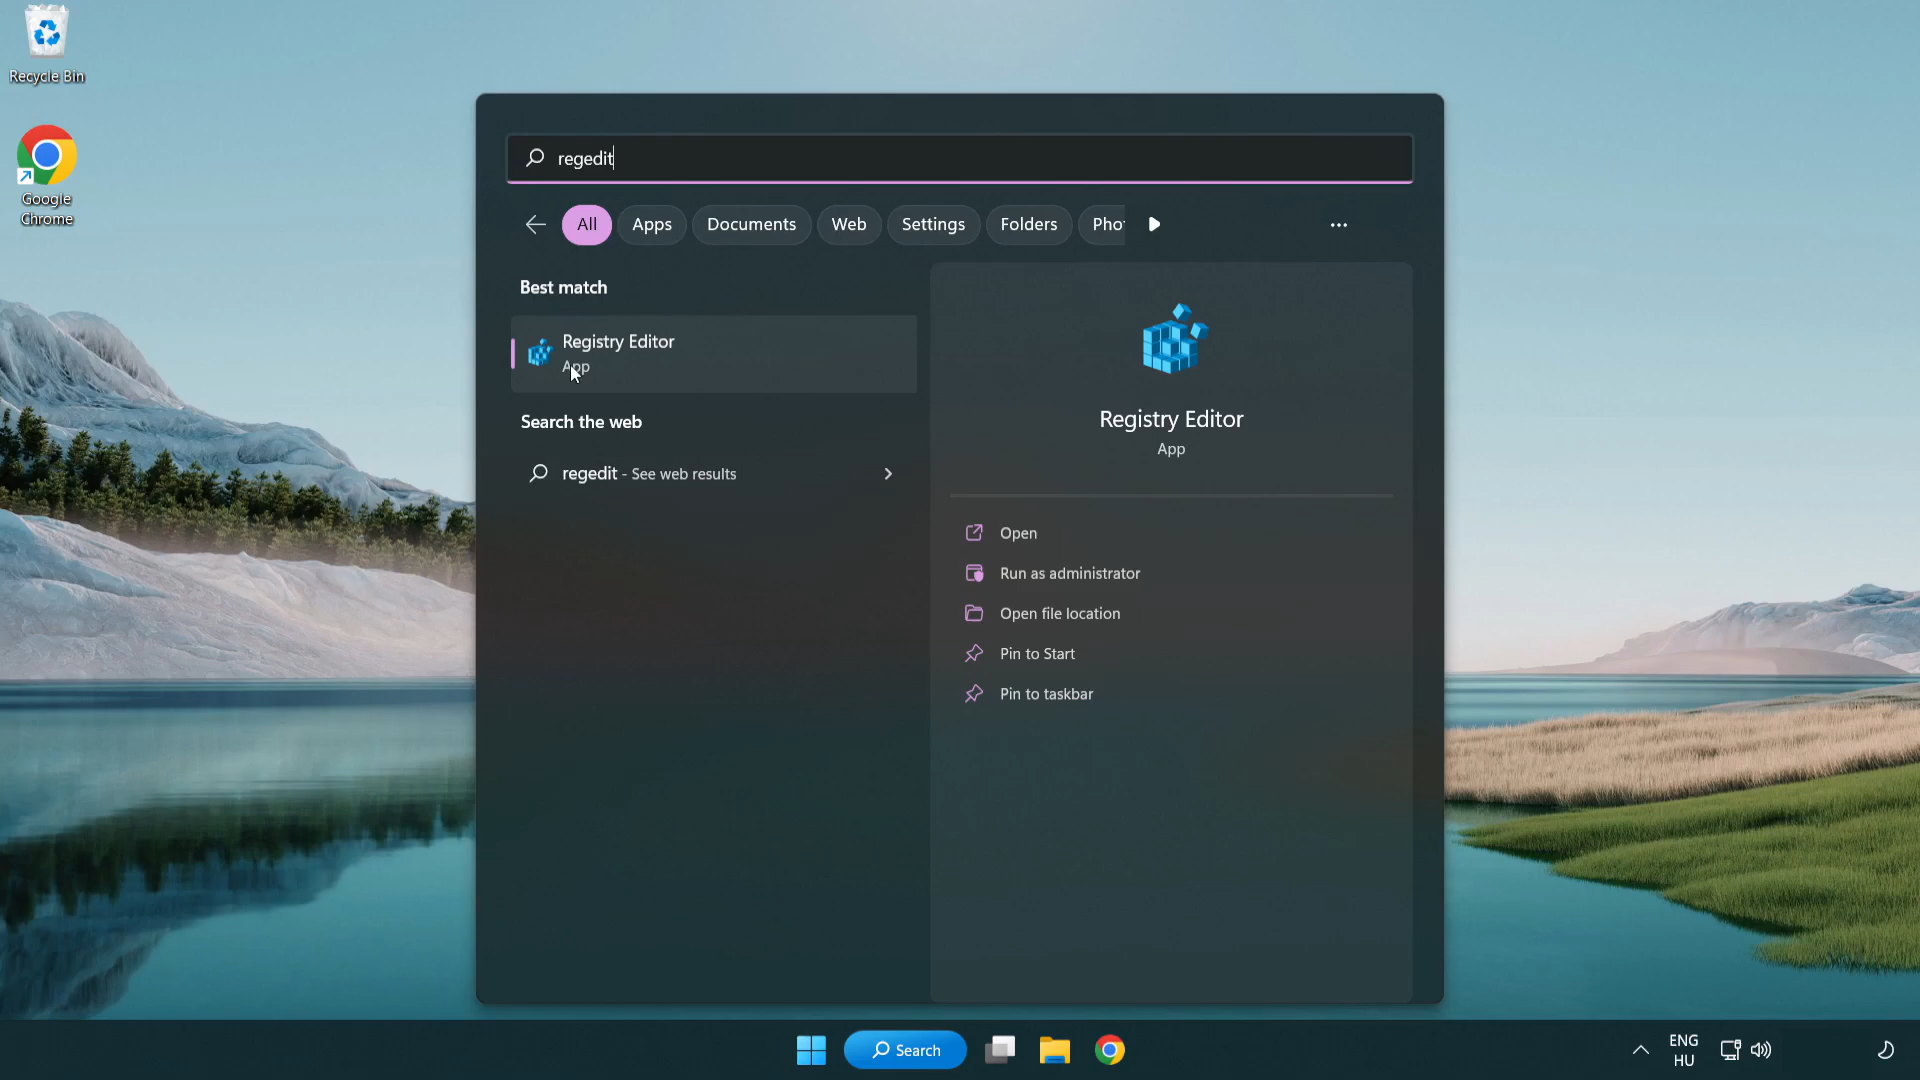 Recycle Bin
Google
Chrome
regedit
All
Apps
Documents
Web
Settings
Folders
Pho
Best match
Registry Editor
App
Search the web
regedit - See web results
Registry Editor
App
Open
Run as administrator
Open file location
Pin to Start
Pin to taskbar
Search
ENG
HU